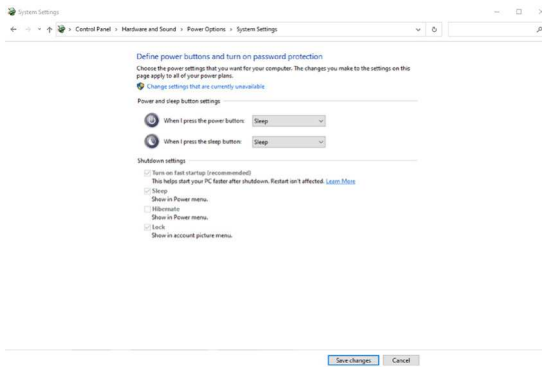 System Settings
Control Panel > Hardware and Sound > Power Options > System Settings
Define power buttons and turn on password protection
Choose the power settings that you want for your computer. The changes you make to the settings on this
page apply to all of your power plans.
Change settings that are currently unavailable
Power and sleep button settings
When I press the power button: Sleep
When I press the sleep button: Sleep
Shutdown settings
Turn on fast startup (recommended)
This helps start your PC faster after shutdown. Restart isn't affected. Learn More
Sleep
Show in Power menu.
Hibernate
Show in Power menu.
Lock
Show in account picture menu.
Save changes Cancel